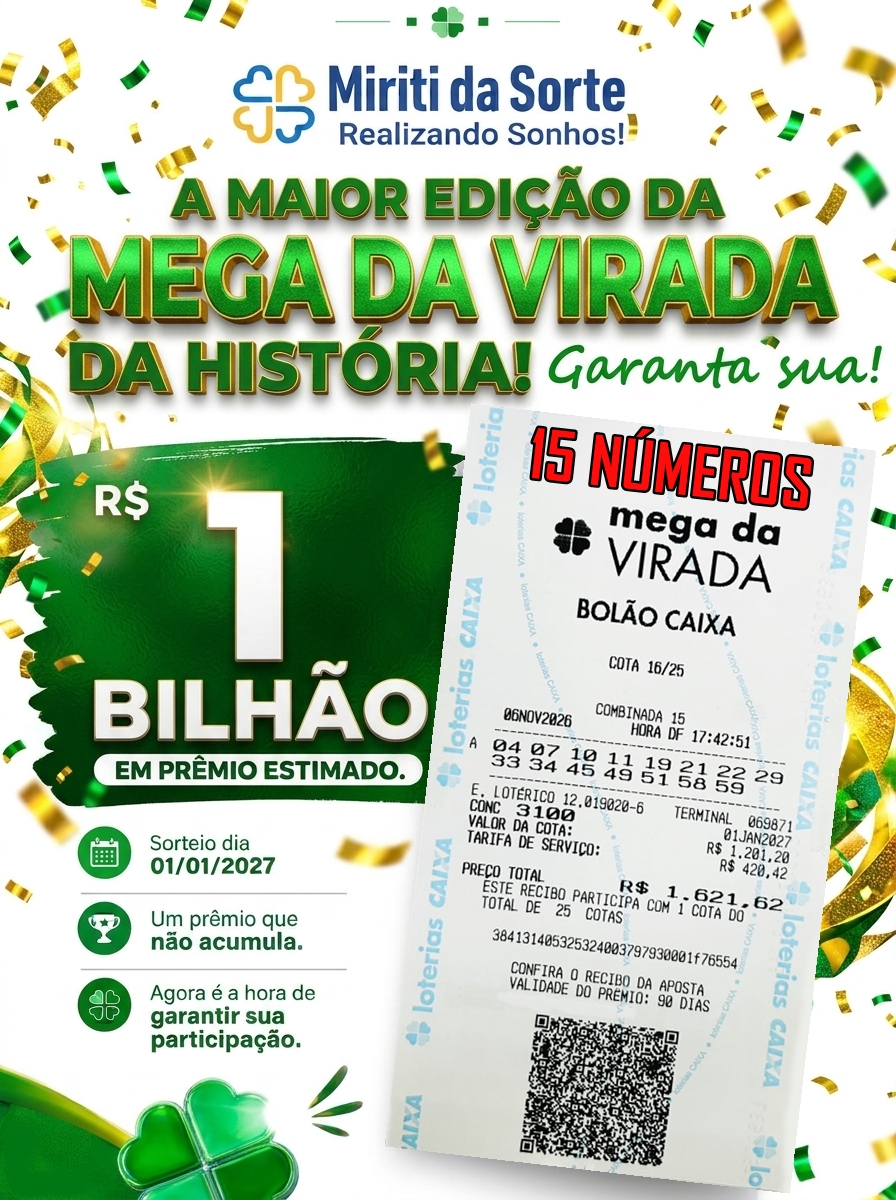 Miriti da Sorte
Realizando Sonhos!
A MAIOR EDIÇÃO DA
MEGA DA VIRADA
DA HISTÓRIA! Garanta sua!
R$ 1
BILHÃO
EM PRÊMIO ESTIMADO.
Sorteio dia
01/01/2027
Um prêmio que
não acumula.
Agora é a hora de
garantir sua
participação.
15 NÚMEROS
mega da
VIRADA
BOLÃO CAIXA
COTA 16/25
COMBINADA 15
06NOV2026 HORA DF 17:42:51
A 04 07 10 11 19 21 22 29
33 34 45 49 51 58 59
E. LOTÉRICO 12.019020-6 TERMINAL 069871
CONC 3100 01JAN2027
VALOR DA COTA: R$ 1.201,20
TARIFA DE SERVIÇO: R$ 420,42
PREÇO TOTAL R$ 1.621,62
ESTE RECIBO PARTICIPA COM 1 COTA DO
TOTAL DE 25 COTAS
38413140532532400379793000​1f76554
CONFIRA O RECIBO DA APOSTA
VALIDADE DO PREMIO: 90 DIAS
loterias CAIXA
loterias CAIXA
loterias CAIXA
loterias CAIXA